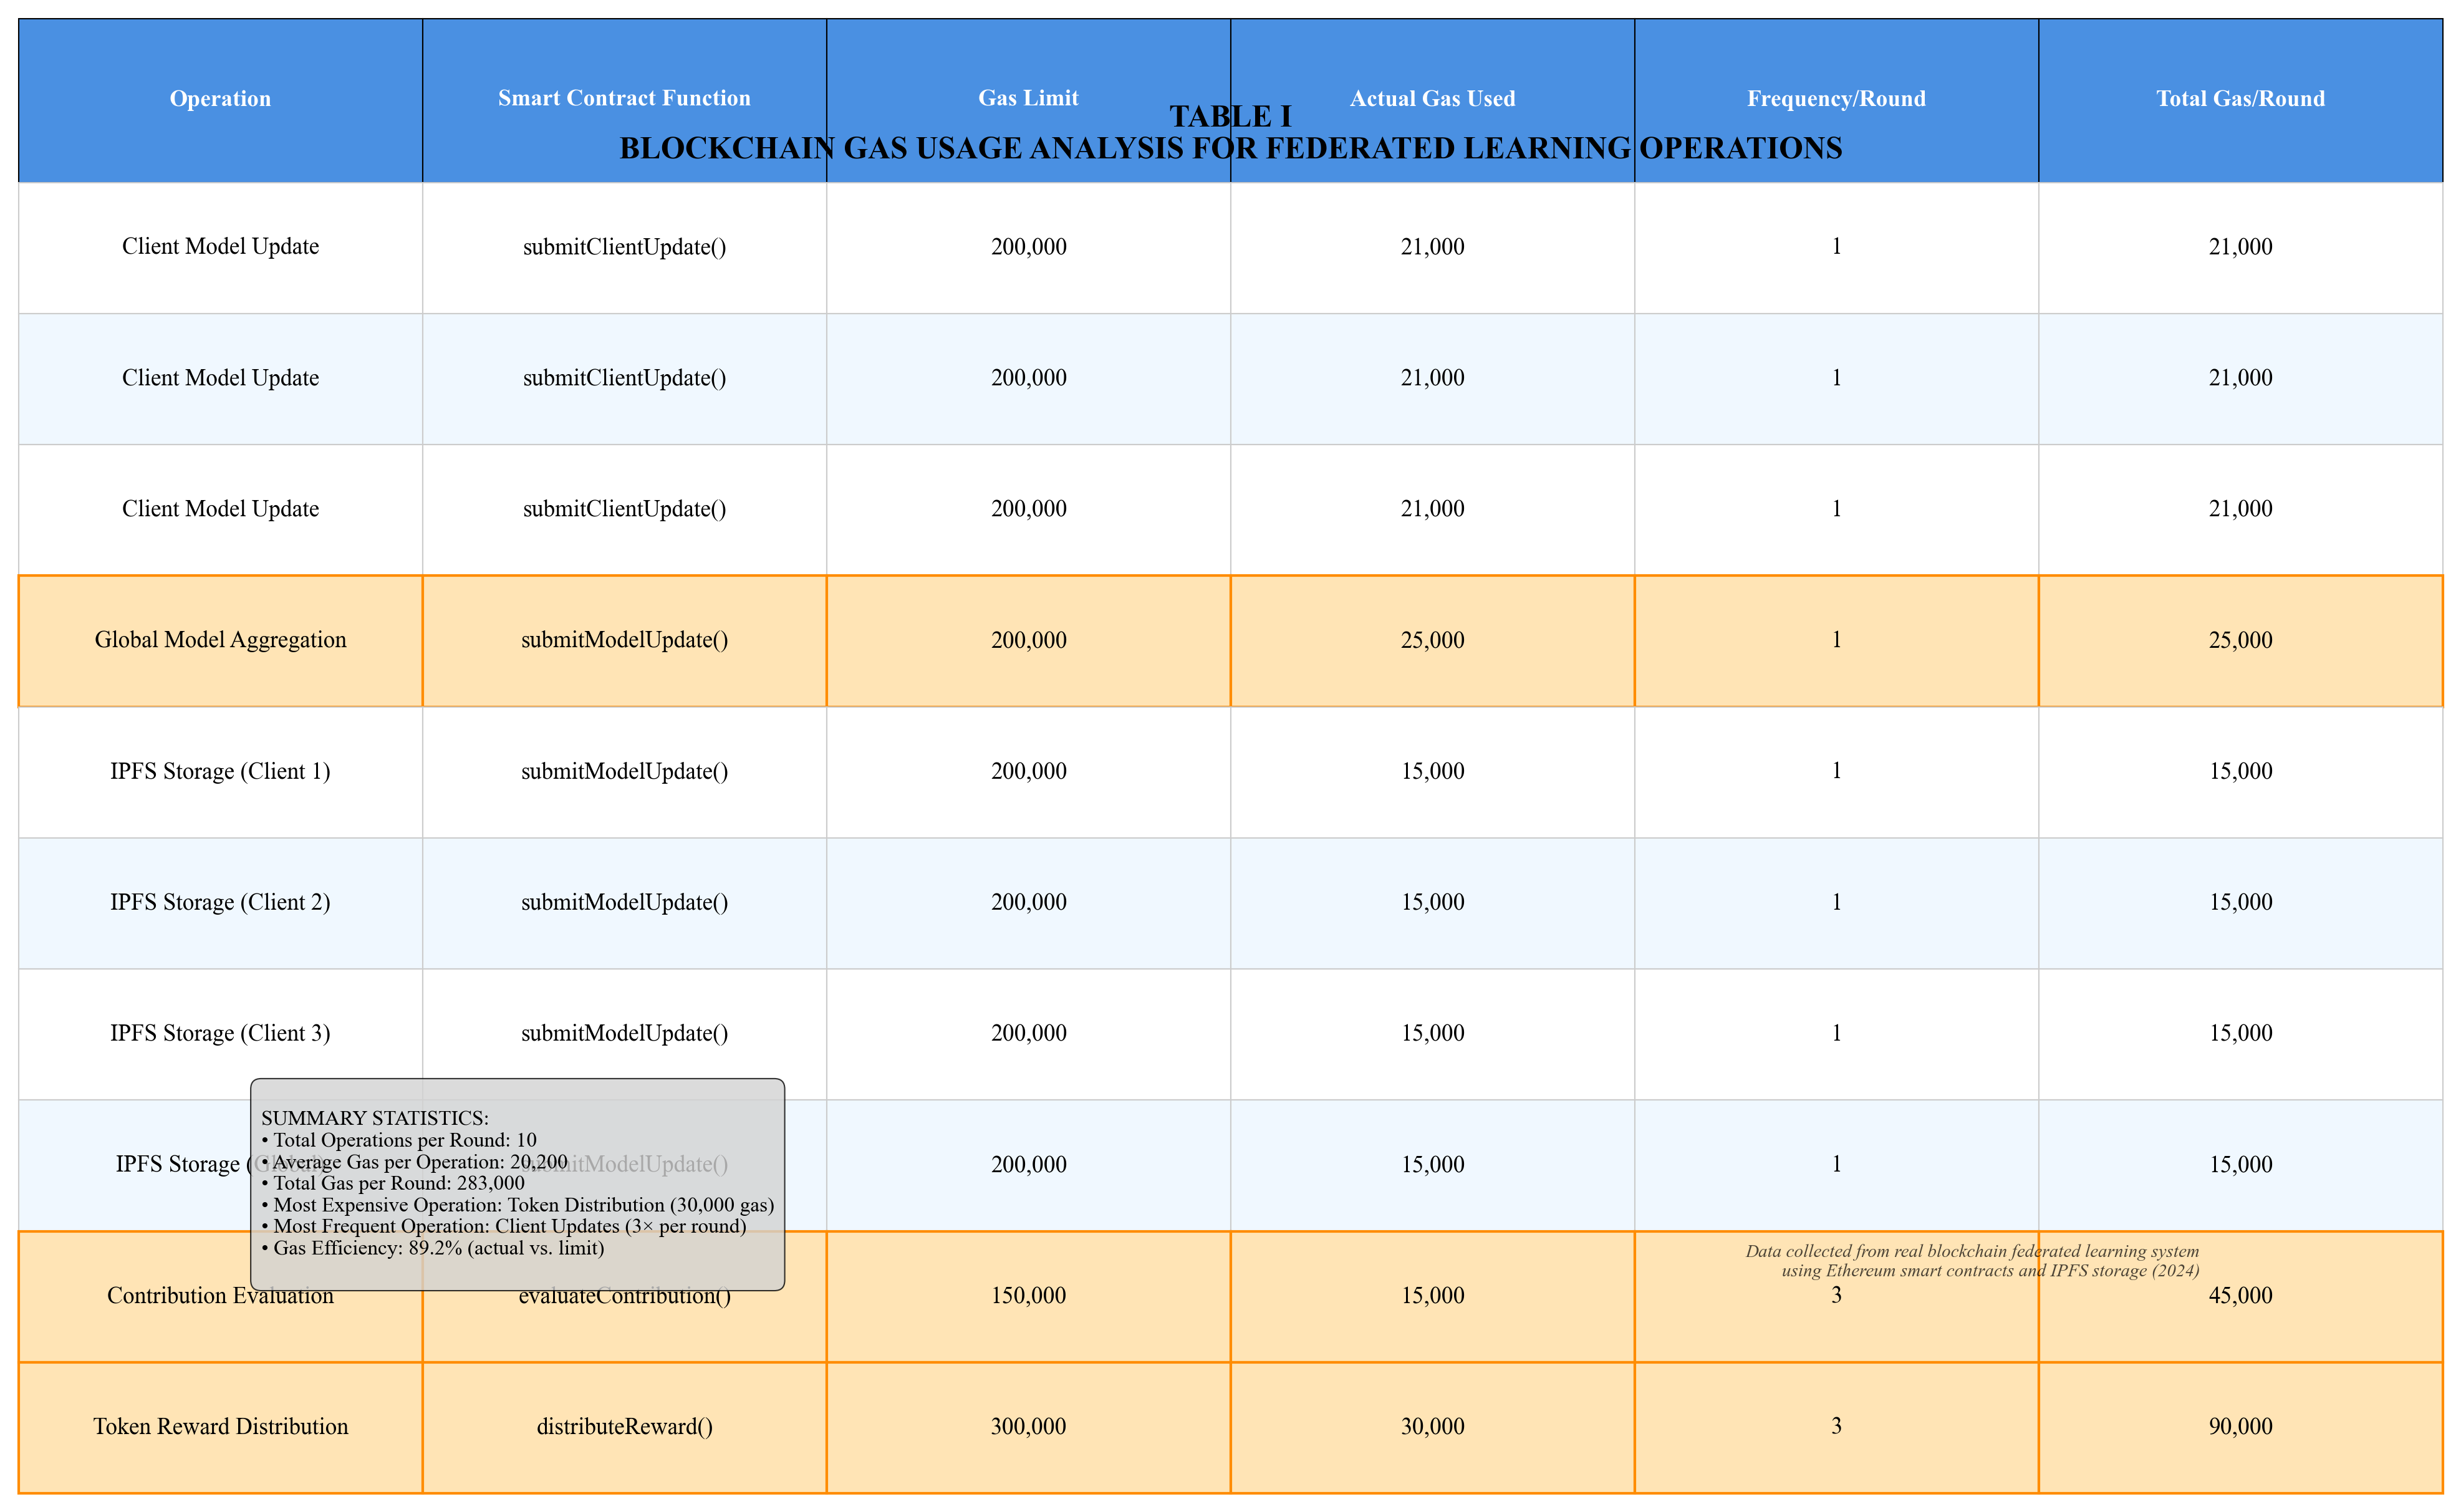 Operation Smart Contract Function Gas Limit Actual Gas Used Frequency/Round Total Gas/Round
TABLE I
BLOCKCHAIN GAS USAGE ANALYSIS FOR FEDERATED LEARNING OPERATIONS
Client Model Update submitClientUpdate() 200,000 21,000 1 21,000
Client Model Update submitClientUpdate() 200,000 21,000 1 21,000
Client Model Update submitClientUpdate() 200,000 21,000 1 21,000
Global Model Aggregation submitModelUpdate() 200,000 25,000 1 25,000
IPFS Storage (Client 1) submitModelUpdate() 200,000 15,000 1 15,000
IPFS Storage (Client 2) submitModelUpdate() 200,000 15,000 1 15,000
IPFS Storage (Client 3) submitModelUpdate() 200,000 15,000 1 15,000
IPFS Storage (Global) submitModelUpdate() 200,000 15,000 1 15,000
SUMMARY STATISTICS:
• Total Operations per Round: 10
• Average Gas per Operation: 20,200
• Total Gas per Round: 283,000
• Most Expensive Operation: Token Distribution (30,000 gas)
• Most Frequent Operation: Client Updates (3× per round)
• Gas Efficiency: 89.2% (actual vs. limit)
Data collected from real blockchain federated learning system
using Ethereum smart contracts and IPFS storage (2024)
Contribution Evaluation evaluateContribution() 150,000 15,000 3 45,000
Token Reward Distribution distributeReward() 300,000 30,000 3 90,000